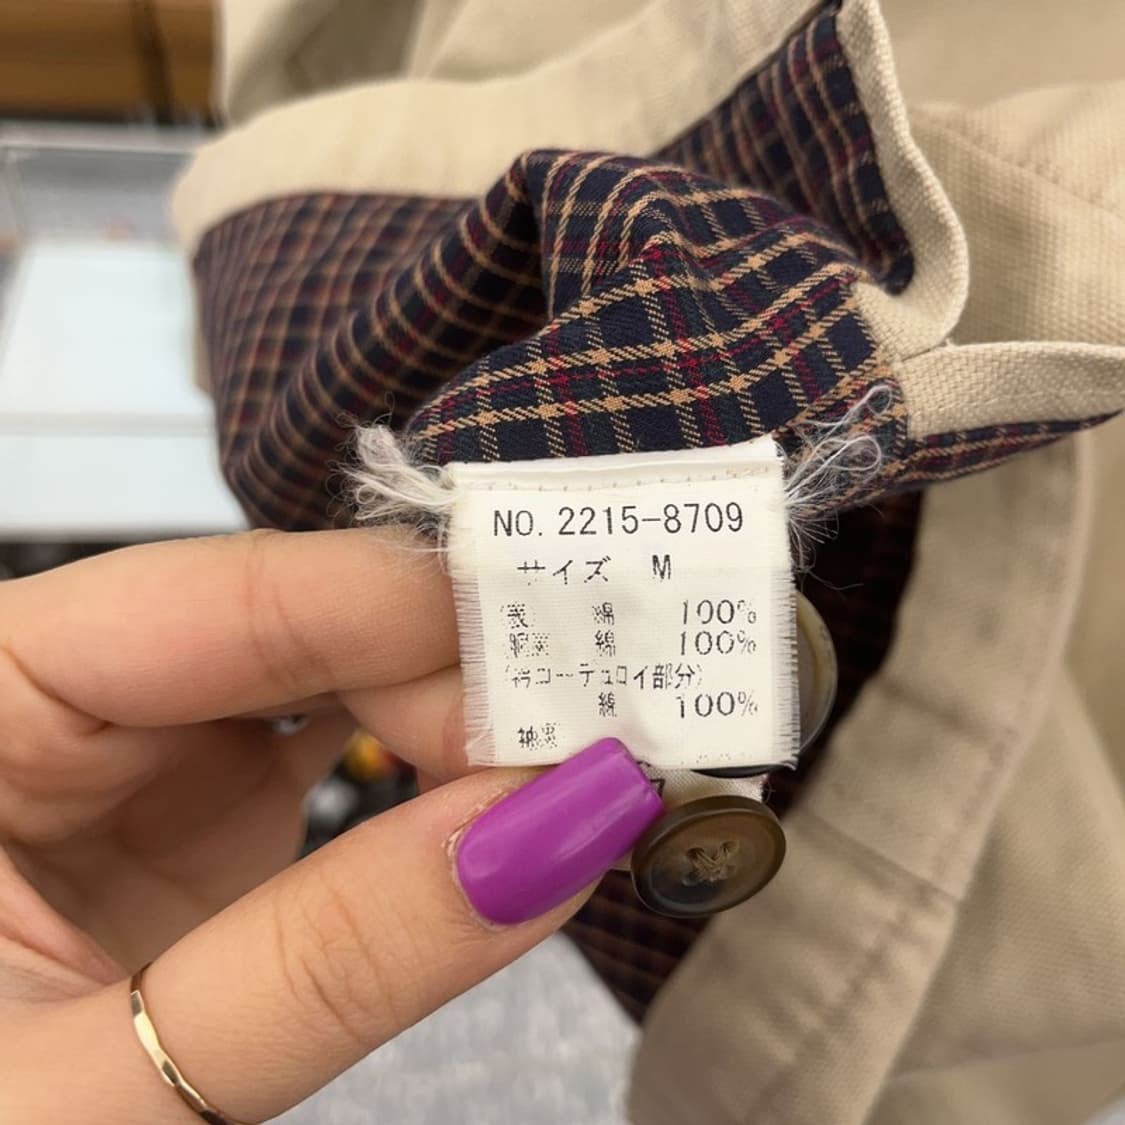 NO. 2215-8709
サイズ M
表 綿 100%
胴裏 綿 100%
(衿コーデュロイ部分)
綿 100%
袖裏